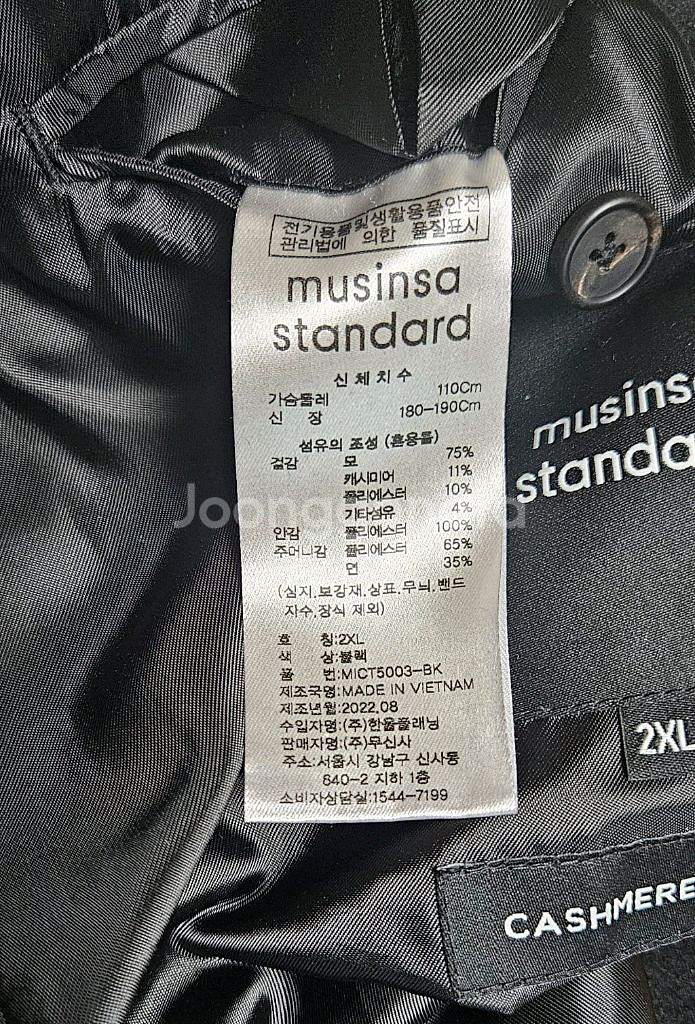 전기용품및생활용품안전
관리법에 의한 품질표시
musinsa
standard
신체치수
가슴둘레 110Cm
신 장 180-190Cm
섬유의 조성 (혼용률)
겉감 모 75%
캐시미어 11%
폴리에스터 10%
기타섬유 4%
안감 폴리에스터 100%
주머니감 폴리에스터 65%
면 35%
(심지.보강재.상표.무늬.밴드
자수.장식 제외)
호 칭:2XL
색 상:블랙
품 번:MICT5003-BK
제조국명:MADE IN VIETNAM
제조년월:2022.08
수입자명:(주)한울플래닝
판매자명:(주)무신사
주소:서울시 강남구 신사동
640-2 지하 1층
소비자상담실:1544-7199
musins
standa
2XL
CASHMERE